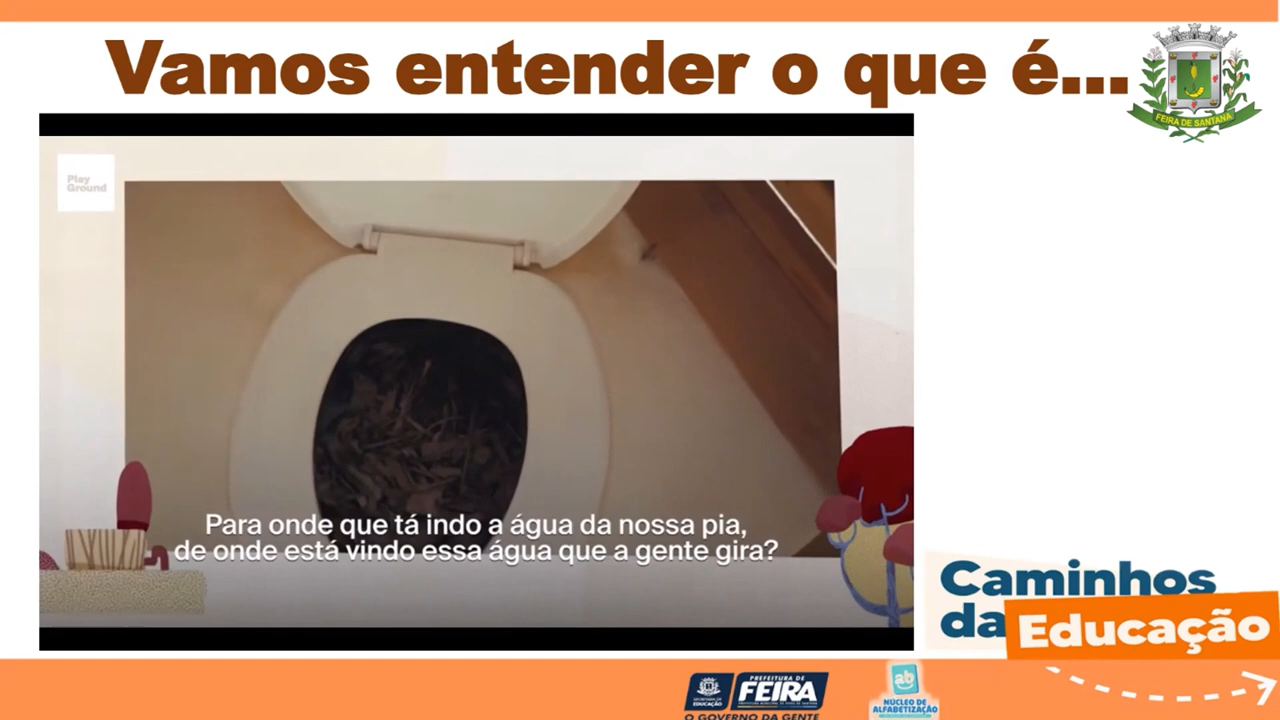 Vamos entender o que é...
FEIRA DE SANTANA
Play
Ground
Para onde que tá indo a água da nossa pia,
de onde está vindo essa água que a gente gira?
Caminhos
da Educação
SECRETARIA DE
EDUCAÇÃO
PREFEITURA DE
FEIRA
O GOVERNO DA GENTE
ab
NÚCLEO DE
ALFABETIZAÇÃO